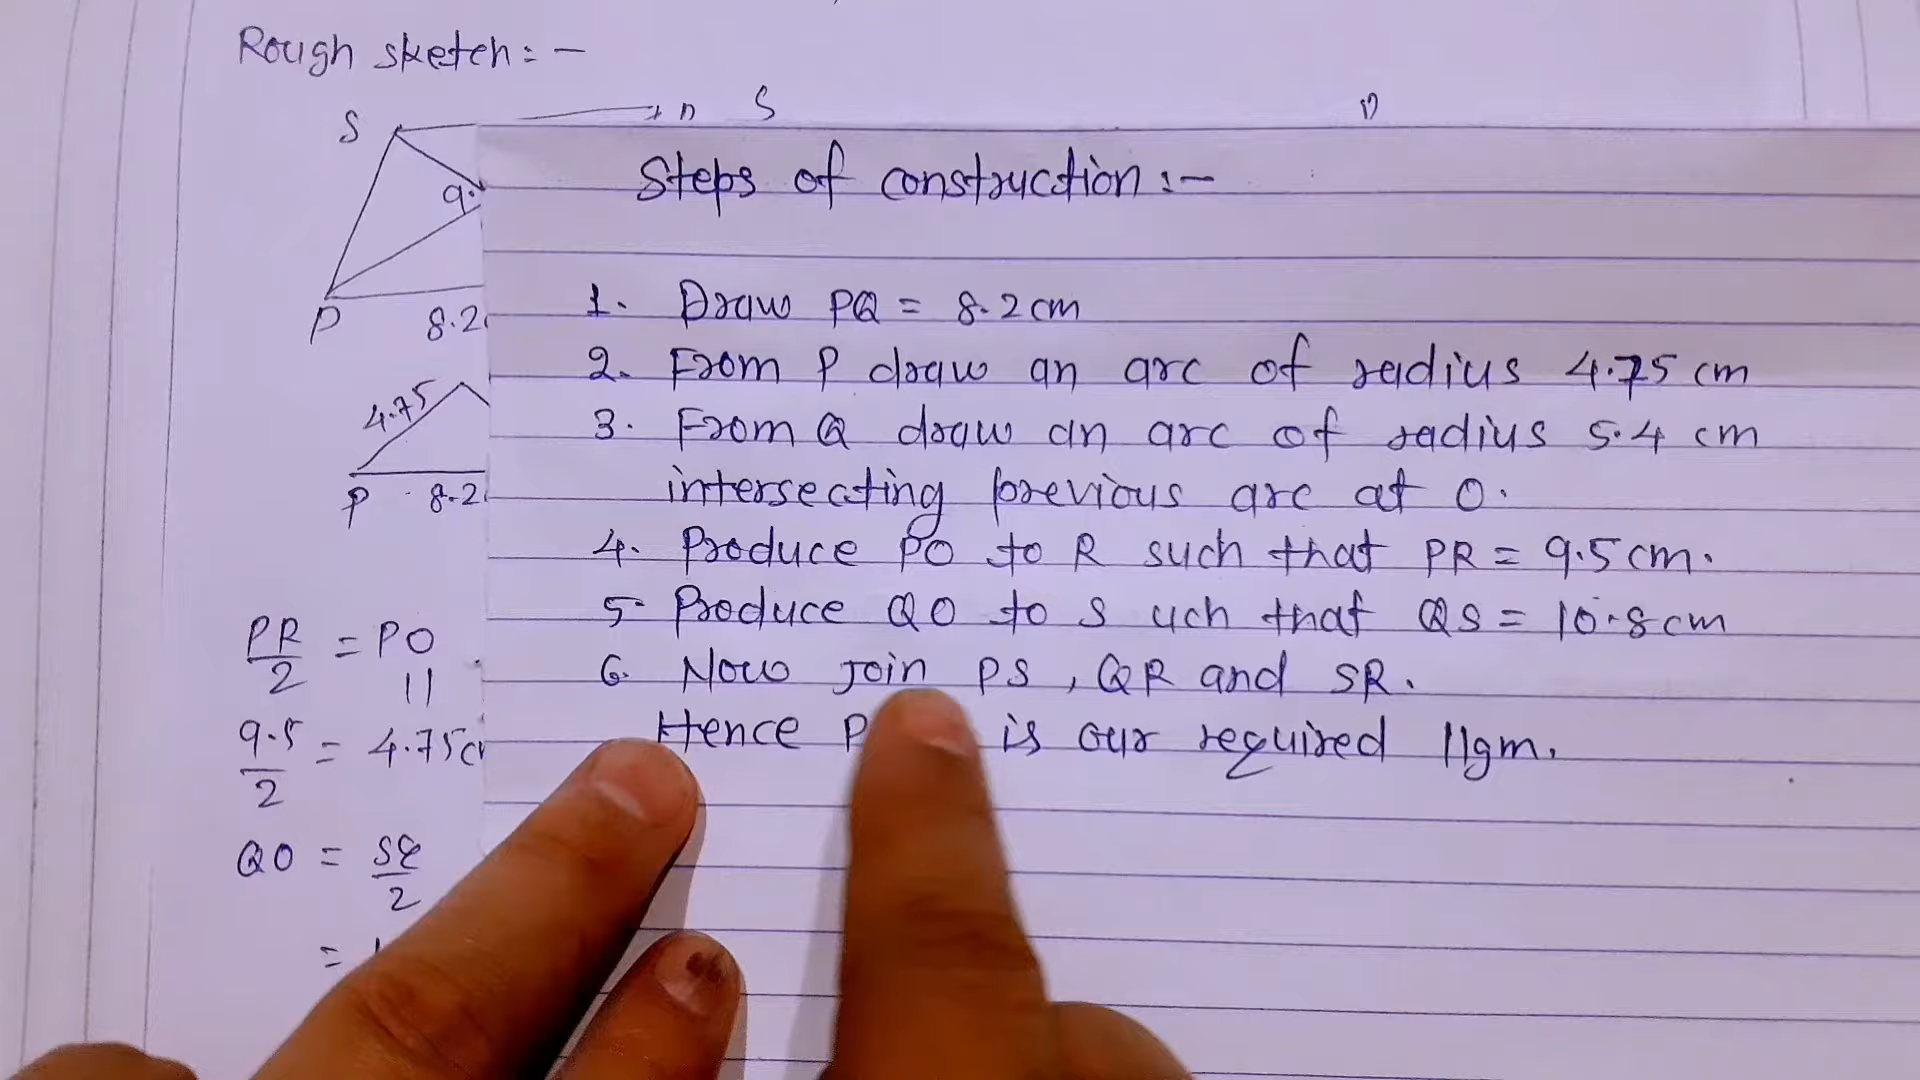 Rough sketch:-
S
S
P
8.2
4.75
P 8.2
PR/2 = PO
||
9.5/2 = 4.75c
QO = SQ/2
=
Steps of construction:-
1. Draw PQ = 8.2 cm
2. From P draw an arc of radius 4.75 cm
3. From Q draw an arc of radius 5.4 cm
intersecting previous arc at O.
4. Produce PO to R such that PR = 9.5 cm.
5. Produce QO to S uch that QS = 10.8 cm
6. Now Join PS, QR and SR.
Hence P is our required ||gm.